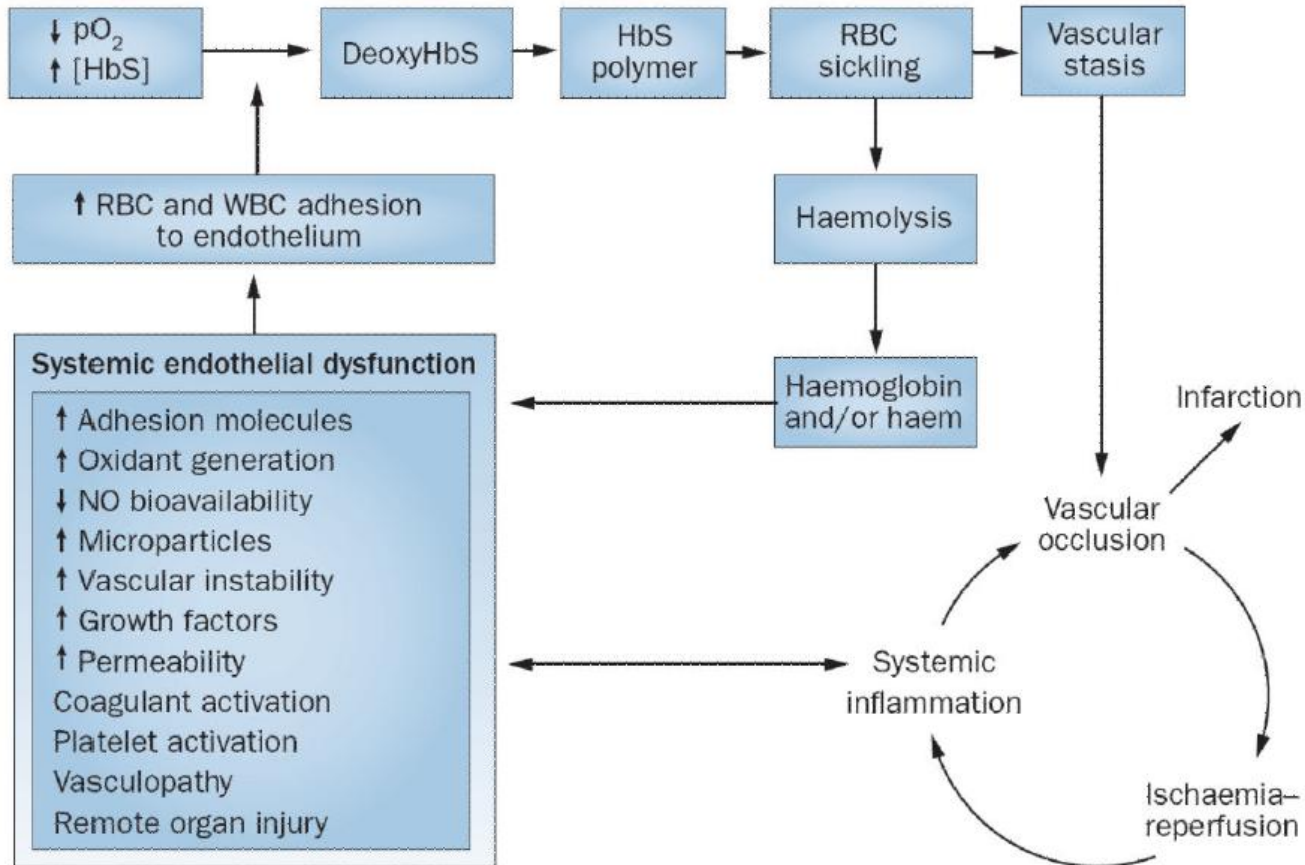 ↓ pO₂
↑ [HbS]
DeoxyHbS
HbS
polymer
RBC
sickling
Vascular
stasis
↑ RBC and WBC adhesion
to endothelium
Haemolysis
Systemic endothelial dysfunction
↑ Adhesion molecules
↑ Oxidant generation
↓ NO bioavailability
↑ Microparticles
↑ Vascular instability
↑ Growth factors
↑ Permeability
Coagulant activation
Platelet activation
Vasculopathy
Remote organ injury
Haemoglobin
and/or haem
Infarction
Vascular
occlusion
Systemic
inflammation
Ischaemia–
reperfusion